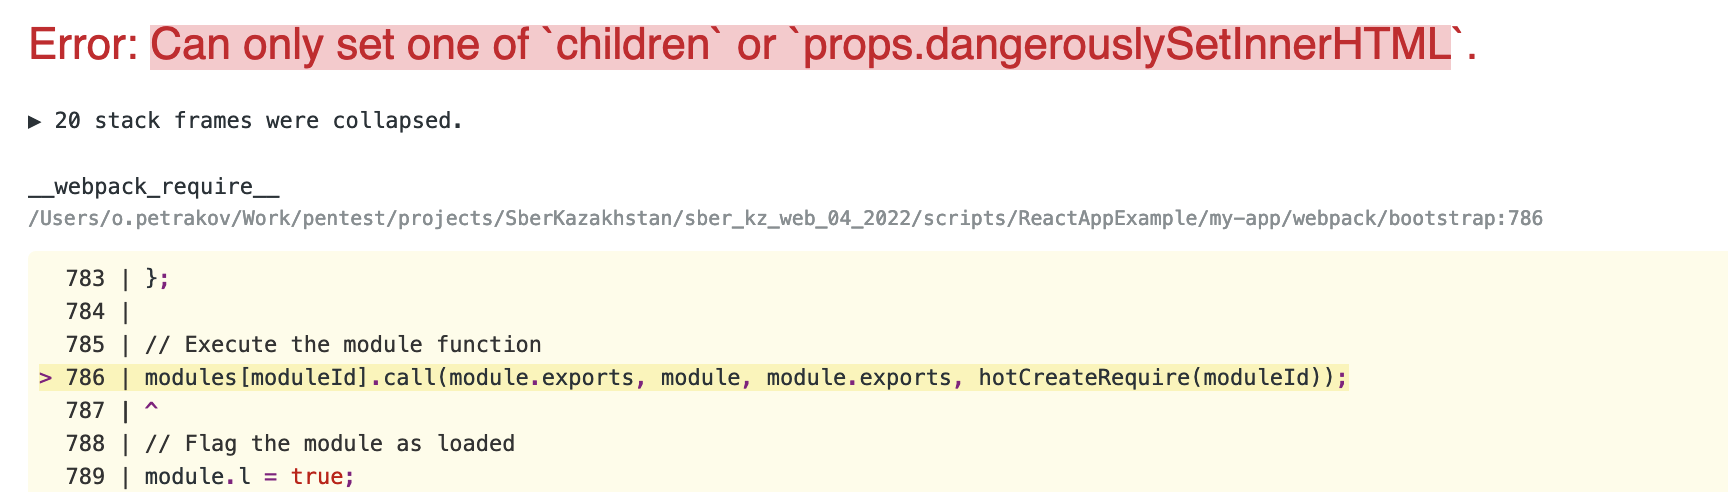 Error: Can only set one of `children` or `props.dangerouslySetInnerHTML`.
▶ 20 stack frames were collapsed.
__webpack_require__
/Users/o.petrakov/Work/pentest/projects/SberKazakhstan/sber_kz_web_04_2022/scripts/ReactAppExample/my-app/webpack/bootstrap:786
783 | };
784 |
785 | // Execute the module function
> 786 | modules[moduleId].call(module.exports, module, module.exports, hotCreateRequire(moduleId));
787 | ^
788 | // Flag the module as loaded
789 | module.l = true;